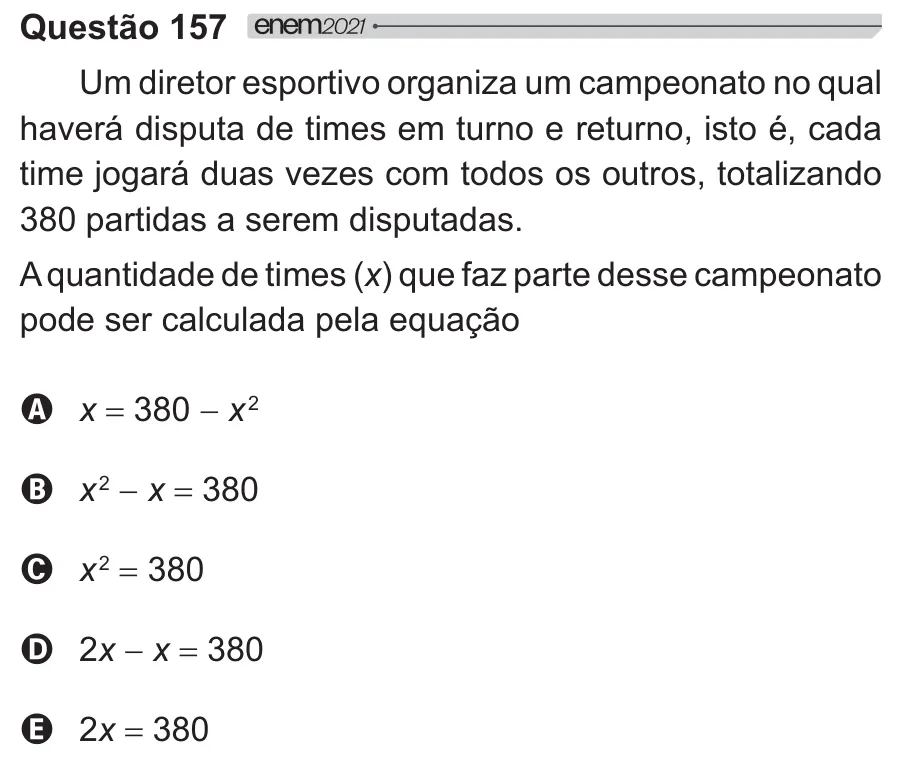 Questão 157 enem2021
Um diretor esportivo organiza um campeonato no qual
haverá disputa de times em turno e returno, isto é, cada
time jogará duas vezes com todos os outros, totalizando
380 partidas a serem disputadas.
A quantidade de times (x) que faz parte desse campeonato
pode ser calculada pela equação
A x = 380 – x²
B x² – x = 380
C x² = 380
D 2x – x = 380
E 2x = 380